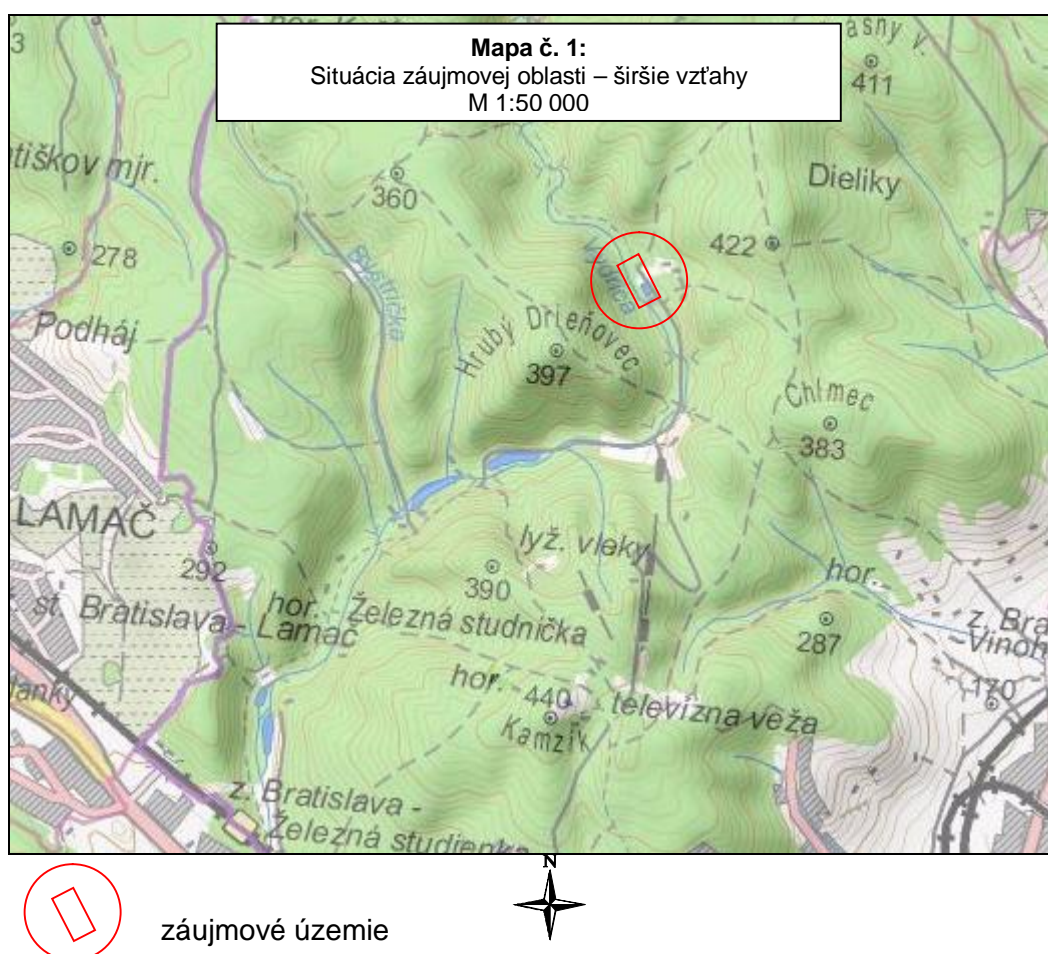 Mapa č. 1:
Situácia záujmovej oblasti – širšie vzťahy
M 1:50 000
3
411
360
Dieliky
278
422
Bystrička
Vydrica
Podháj
Hrubý Drieňovec
397
Chlmec
383
LAMAČ
292
lyž. vleky
390
hor.
st. Bratislava - Lamač
hor.
Železná studnička
287
z. Bra
-Vinoh
hor.
440
170
televízna veža
Kamzík
z. Bratislava -
Železná studienka
N
záujmové územie